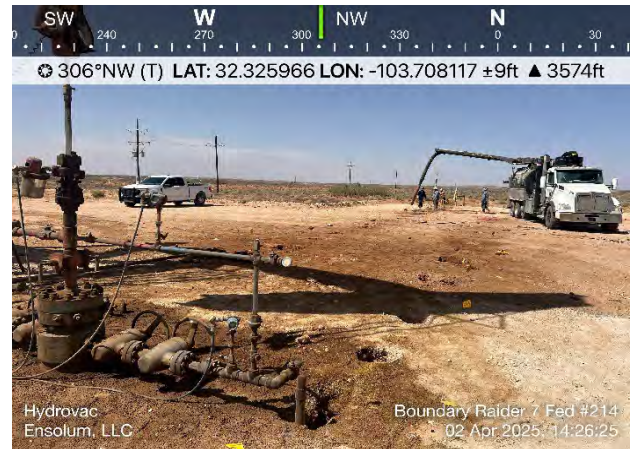 SW W NW N
0 240 270 300 330 0 30
306°NW (T) LAT: 32.325966 LON: -103.708117 ±9ft ▲ 3574ft
Hydrovac
Ensolum, LLC
Boundary Raider 7 Fed #214
02 Apr 2025, 14:26:25